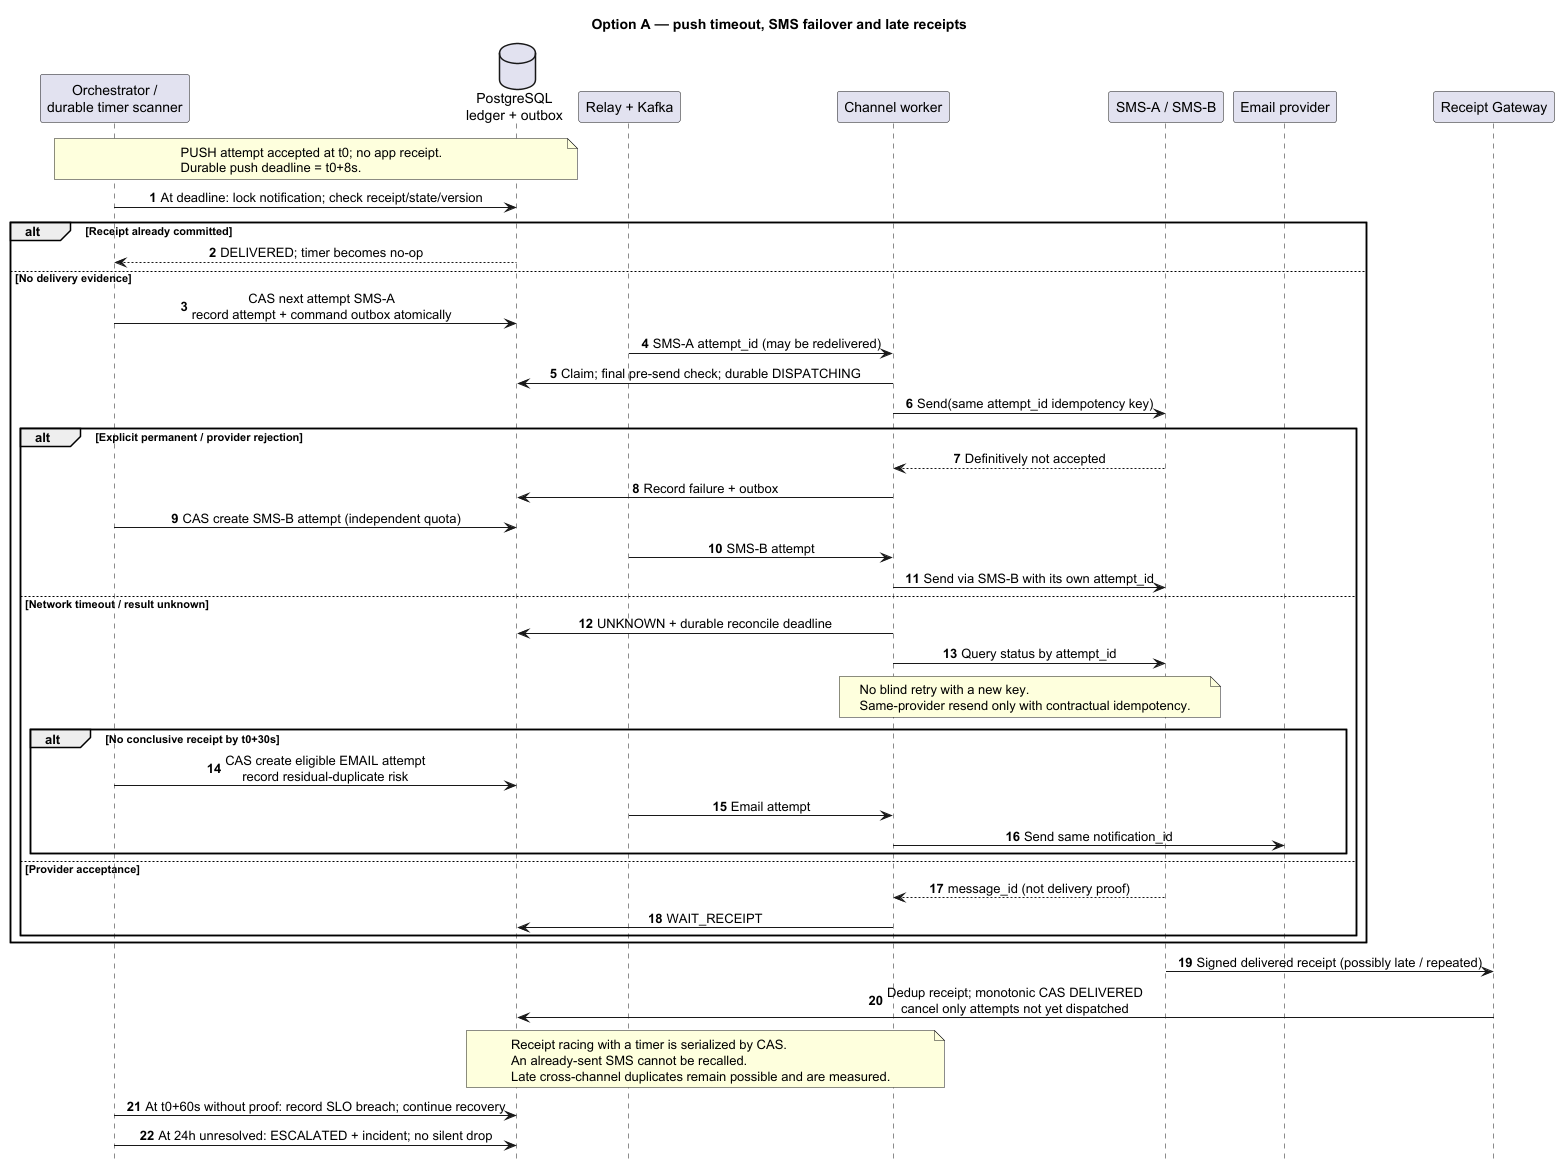 Option A — push timeout, SMS failover and late receipts
Orchestrator /
durable timer scanner
PostgreSQL
ledger + outbox
Relay + Kafka
Channel worker
SMS-A / SMS-B
Email provider
Receipt Gateway
PUSH attempt accepted at t0; no app receipt.
Durable push deadline = t0+8s.
1 At deadline: lock notification; check receipt/state/version
alt [Receipt already committed]
2 DELIVERED; timer becomes no-op
[No delivery evidence]
3 CAS next attempt SMS-A
record attempt + command outbox atomically
4 SMS-A attempt_id (may be redelivered)
5 Claim; final pre-send check; durable DISPATCHING
6 Send(same attempt_id idempotency key)
alt [Explicit permanent / provider rejection]
7 Definitively not accepted
8 Record failure + outbox
9 CAS create SMS-B attempt (independent quota)
10 SMS-B attempt
11 Send via SMS-B with its own attempt_id
[Network timeout / result unknown]
12 UNKNOWN + durable reconcile deadline
13 Query status by attempt_id
No blind retry with a new key.
Same-provider resend only with contractual idempotency.
alt [No conclusive receipt by t0+30s]
14 CAS create eligible EMAIL attempt
record residual-duplicate risk
15 Email attempt
16 Send same notification_id
[Provider acceptance]
17 message_id (not delivery proof)
18 WAIT_RECEIPT
19 Signed delivered receipt (possibly late / repeated)
20 Dedup receipt; monotonic CAS DELIVERED
cancel only attempts not yet dispatched
Receipt racing with a timer is serialized by CAS.
An already-sent SMS cannot be recalled.
Late cross-channel duplicates remain possible and are measured.
21 At t0+60s without proof: record SLO breach; continue recovery
22 At 24h unresolved: ESCALATED + incident; no silent drop